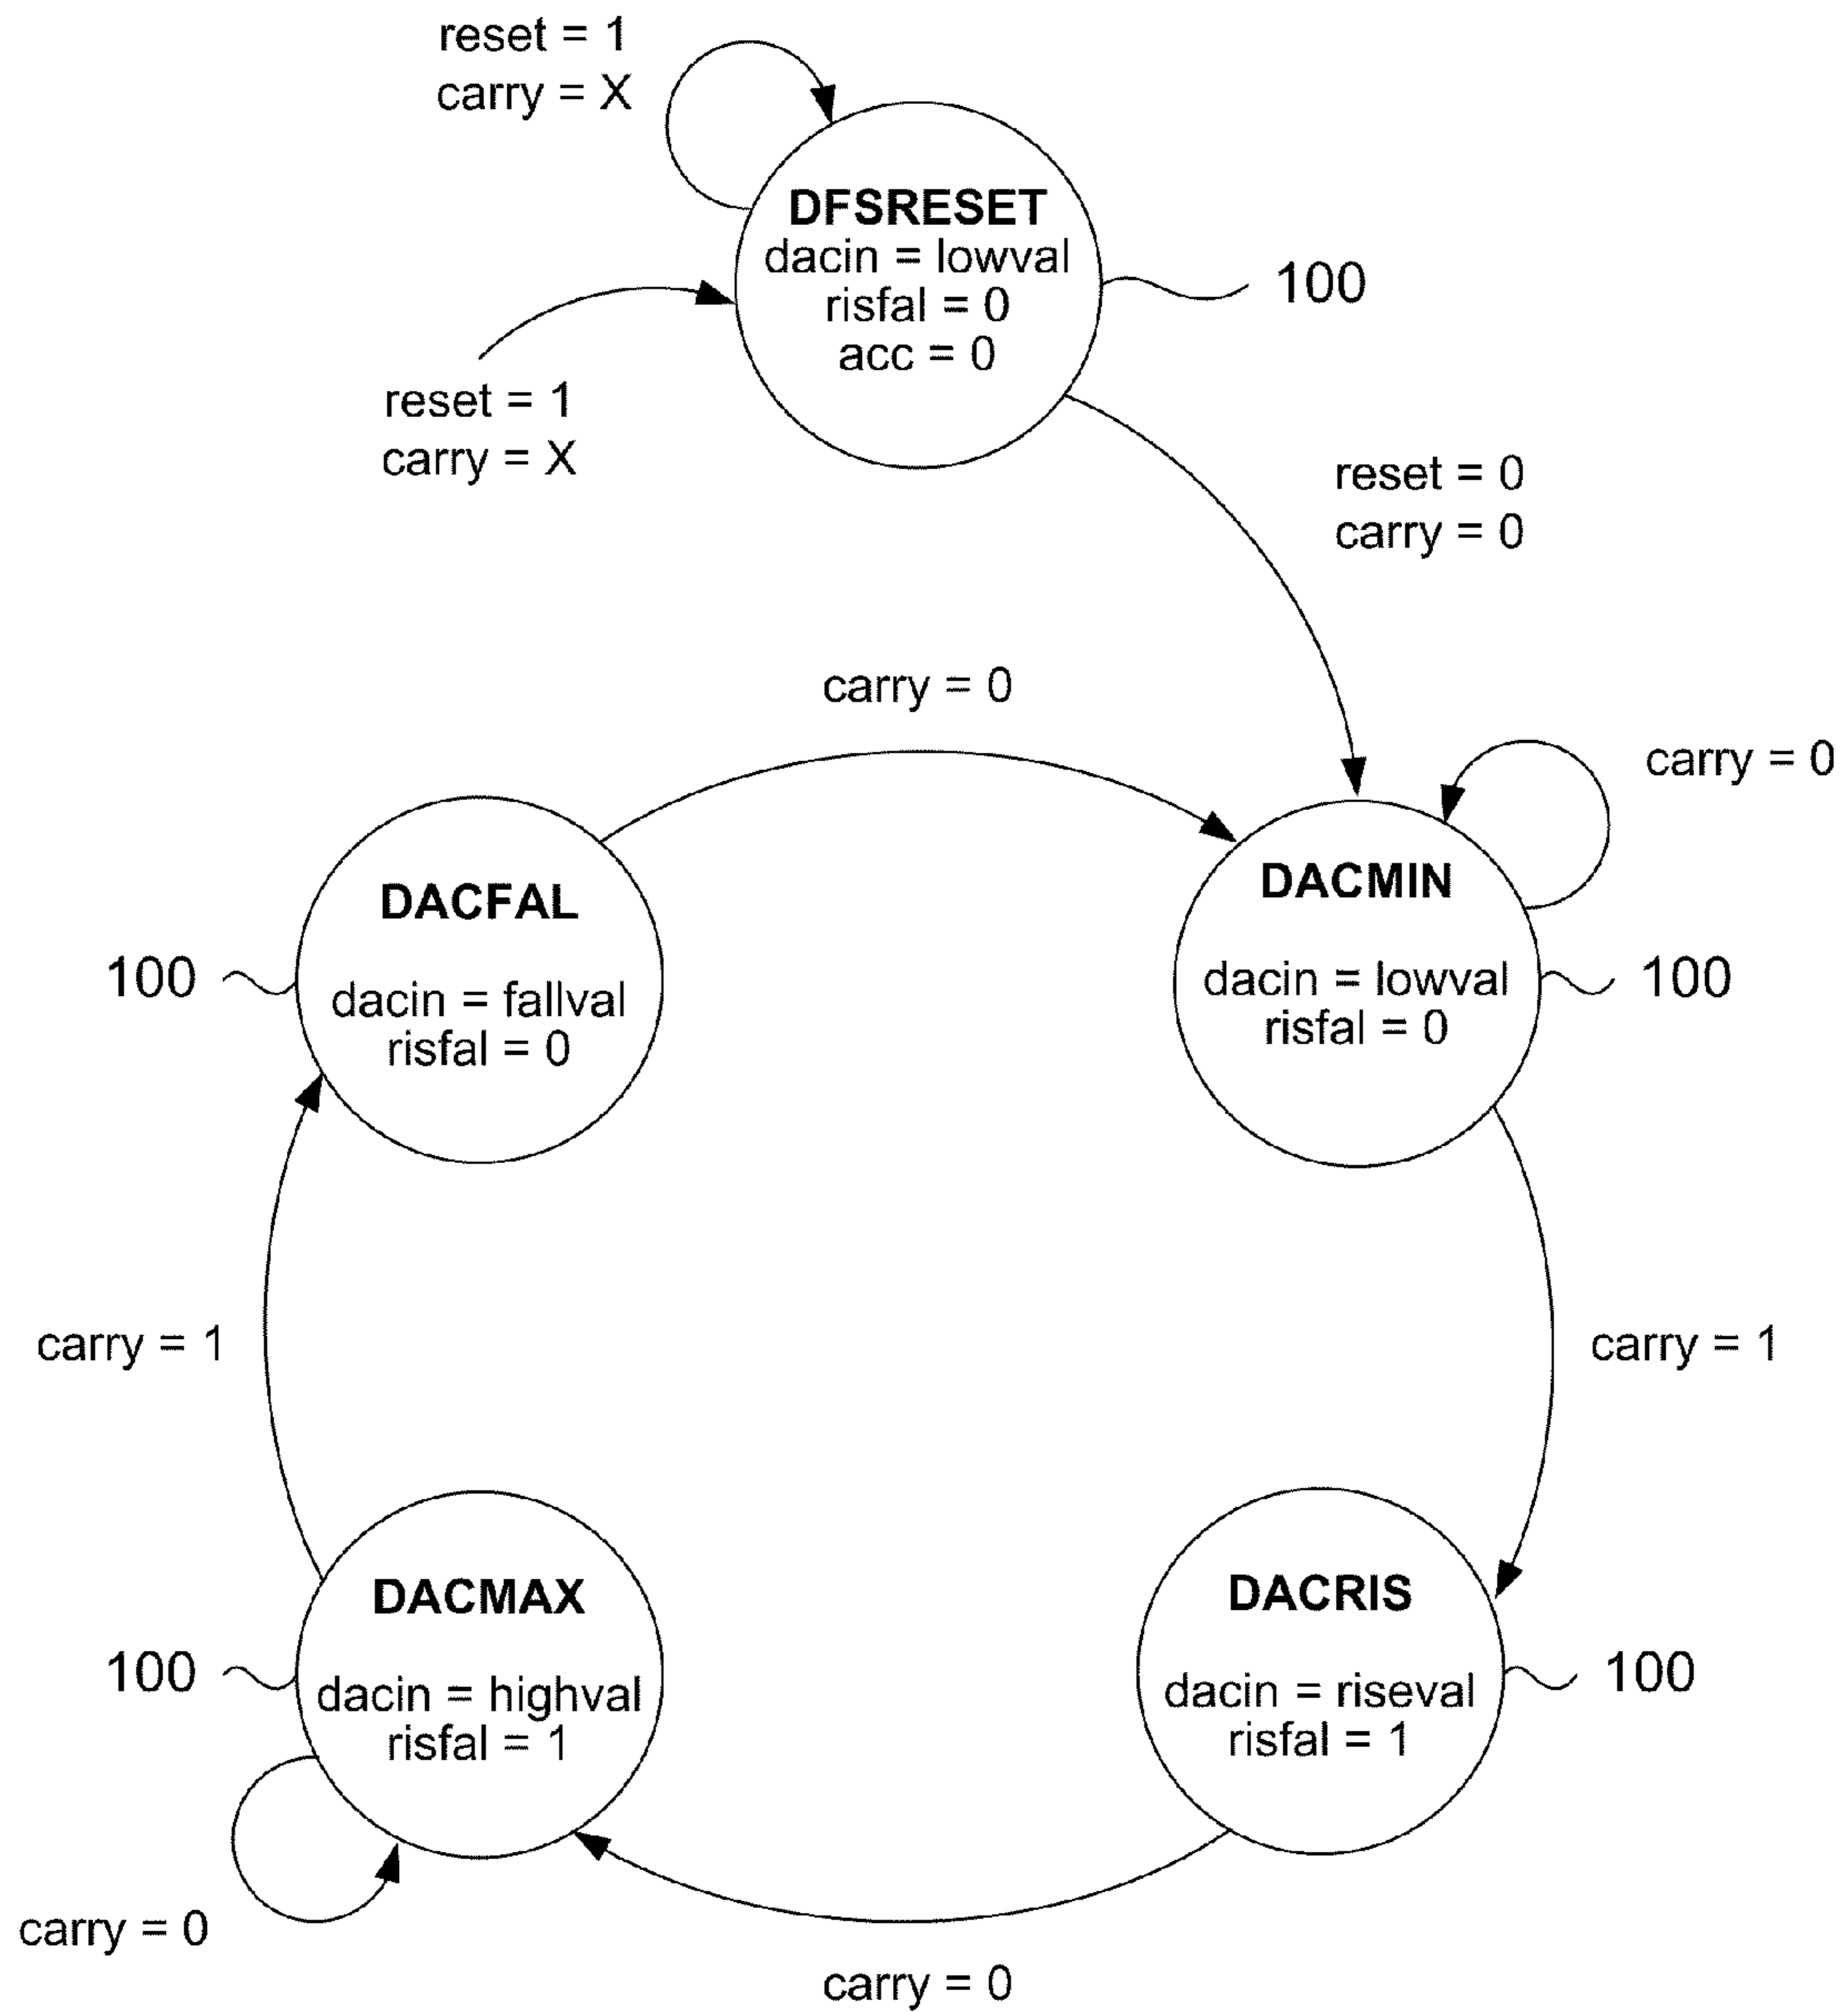 reset = 1
carry = X
DFSRESET
dacin = lowval
risfal = 0
acc = 0
100
reset = 1
carry = X
reset = 0
carry = 0
carry = 0
carry = 0
DACFAL
dacin = fallval
risfal = 0
100
DACMIN
dacin = lowval
risfal = 0
100
carry = 1
carry = 1
DACMAX
dacin = highval
risfal = 1
100
DACRIS
dacin = riseval
risfal = 1
100
carry = 0
carry = 0